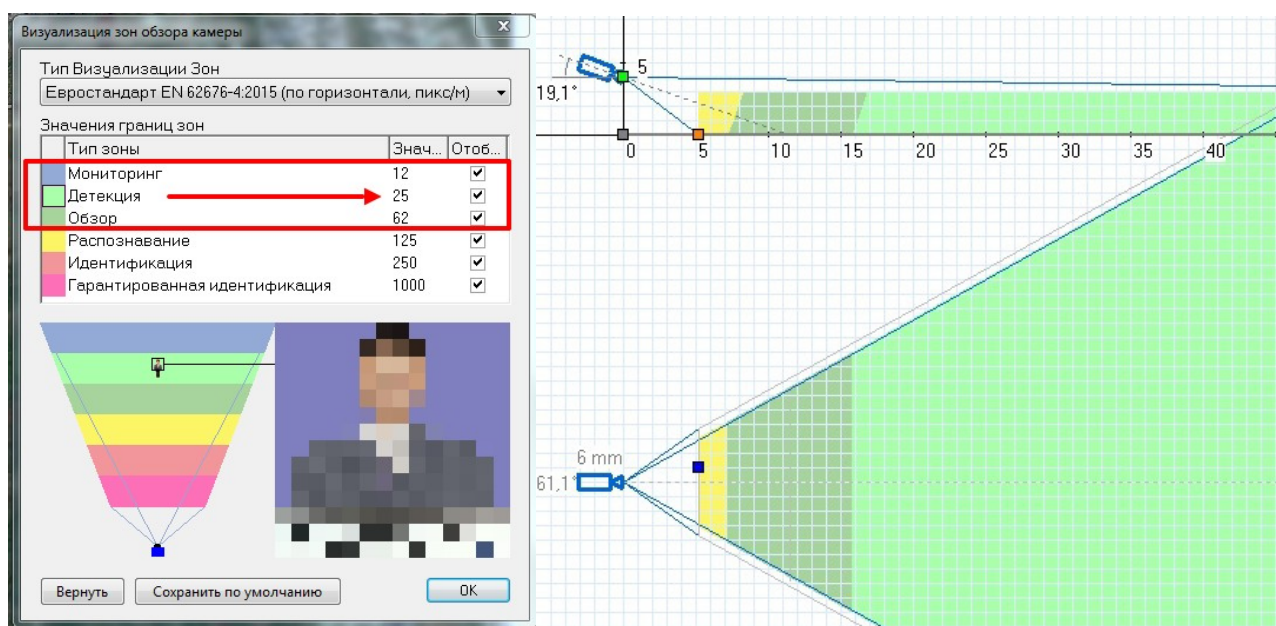 Визуализация зон обзора камеры
x
Тип Визуализации Зон
Евростандарт EN 62676-4:2015 (по горизонтали, пикс/м)
Значения границ зон
Тип зоны Знач... Отоб...
Мониторинг 12
Детекция 25
Обзор 62
Распознавание 125
Идентификация 250
Гарантированная идентификация 1000
Вернуть Сохранить по умолчанию OK
5
19,1°
0 5 10 15 20 25 30 35 40
6 mm
61,1°